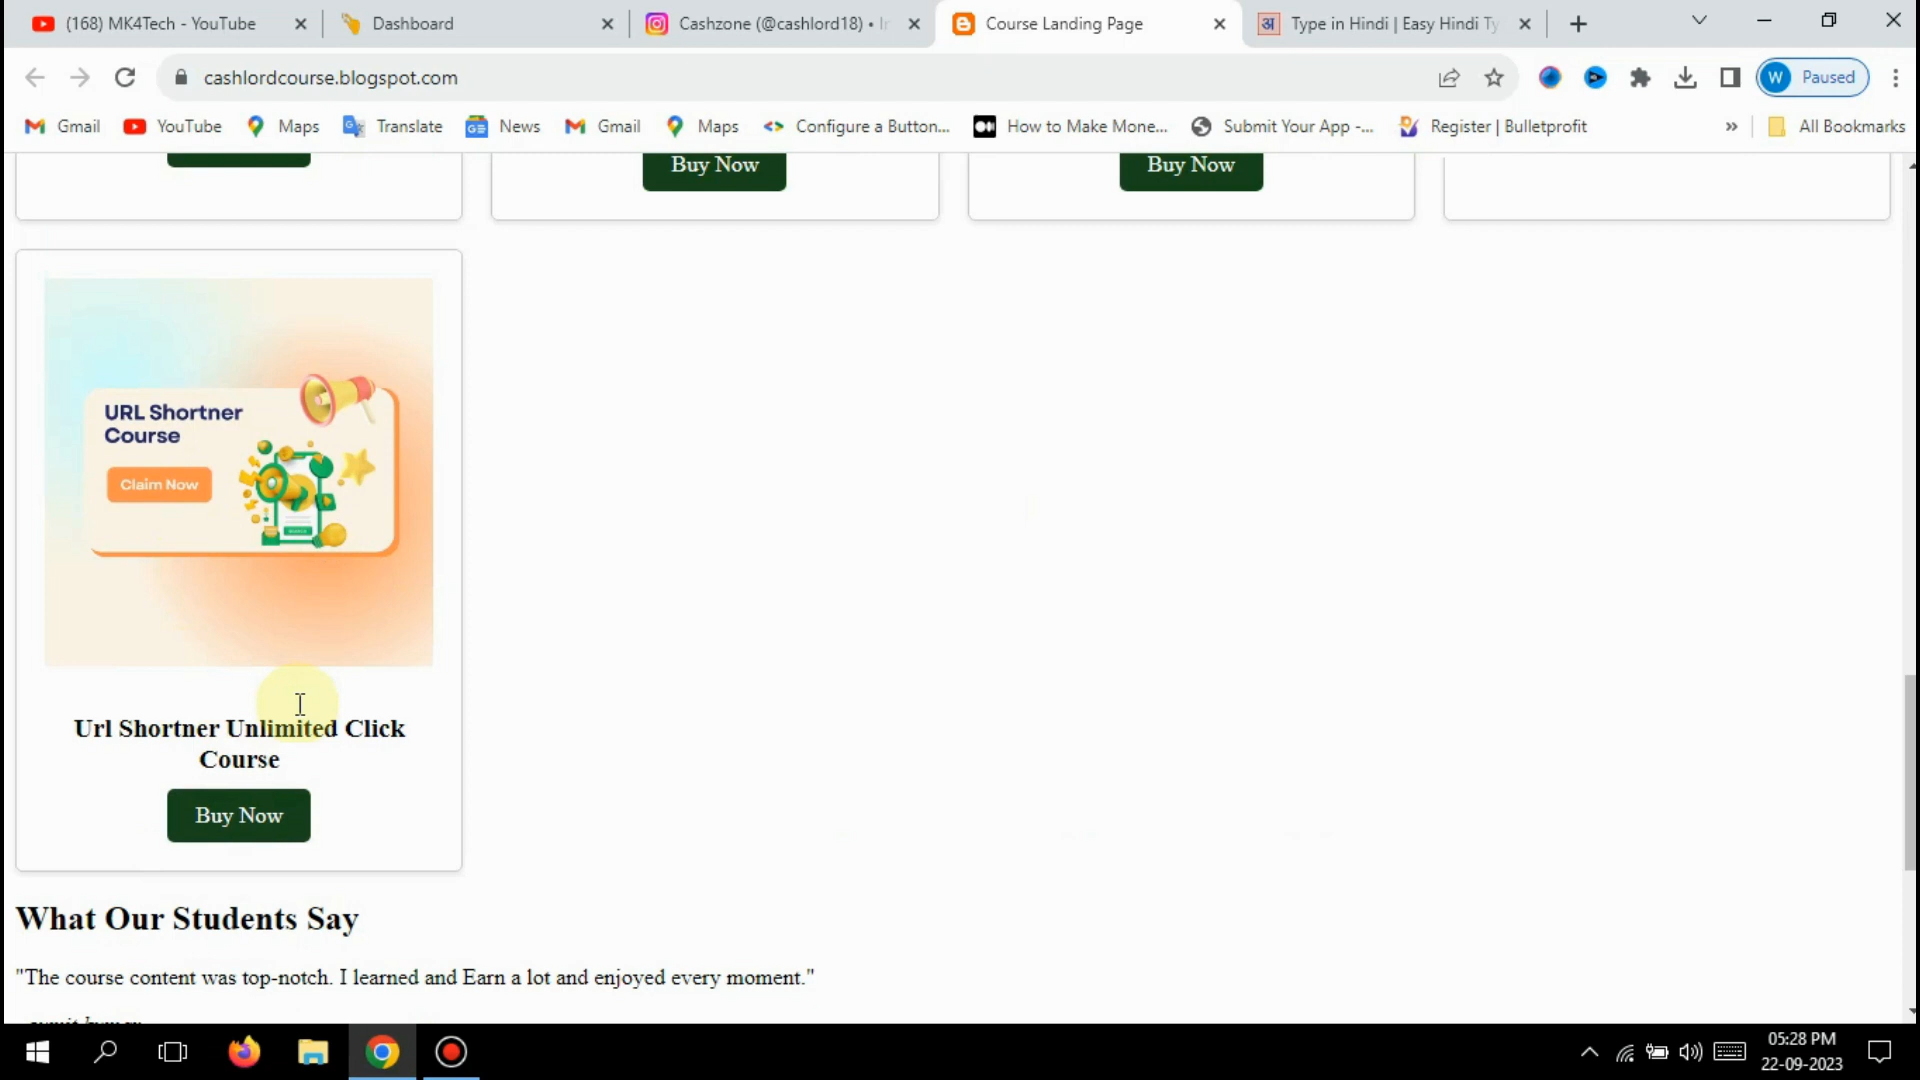 (168) MK4Tech - YouTube
Dashboard
Cashzone (@cashlord18) • In
Course Landing Page
अ
Type in Hindi | Easy Hindi Ty
cashlordcourse.blogspot.com
W
Paused
Gmail
YouTube
Maps
Translate
News
Gmail
Maps
Configure a Button...
How to Make Mone...
Submit Your App -...
Register | Bulletprofit
»
All Bookmarks
Buy Now
Buy Now
URL Shortner
Course
Claim Now
Url Shortner Unlimited Click
Course
Buy Now
What Our Students Say
"The course content was top-notch. I learned and Earn a lot and enjoyed every moment."
05:28 PM
22-09-2023